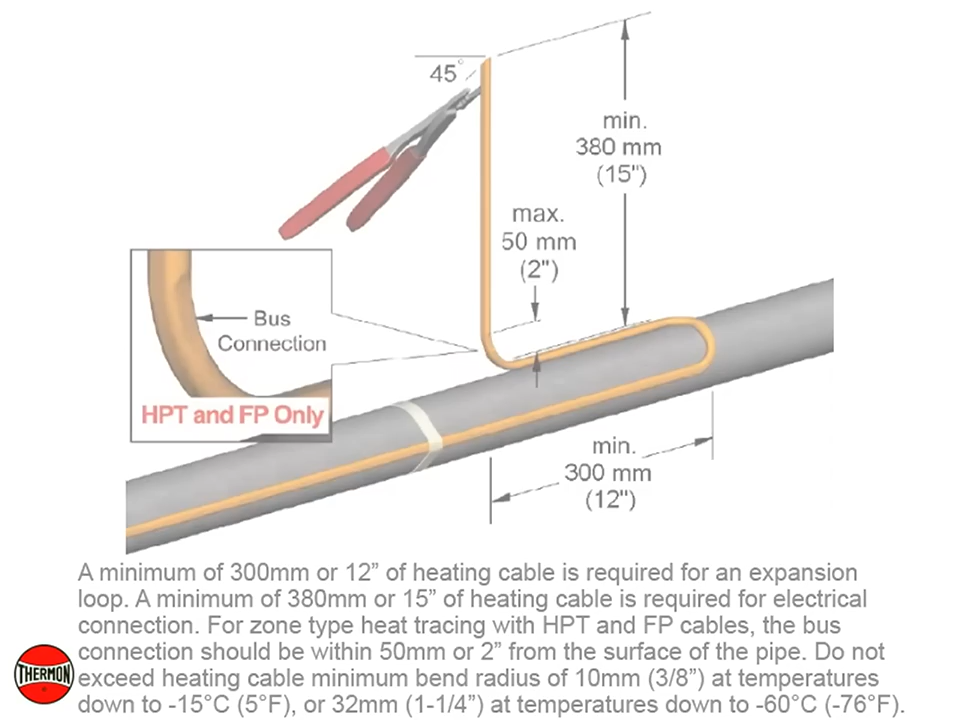 45°
min.
380 mm
(15")
max.
50 mm
(2")
Bus
Connection
HPT and FP Only
min.
300 mm
(12")
A minimum of 300mm or 12” of heating cable is required for an expansion
loop. A minimum of 380mm or 15” of heating cable is required for electrical
connection. For zone type heat tracing with HPT and FP cables, the bus
connection should be within 50mm or 2” from the surface of the pipe. Do not
exceed heating cable minimum bend radius of 10mm (3/8”) at temperatures
down to -15°C (5°F), or 32mm (1-1/4”) at temperatures down to -60°C (-76°F).
THERMON